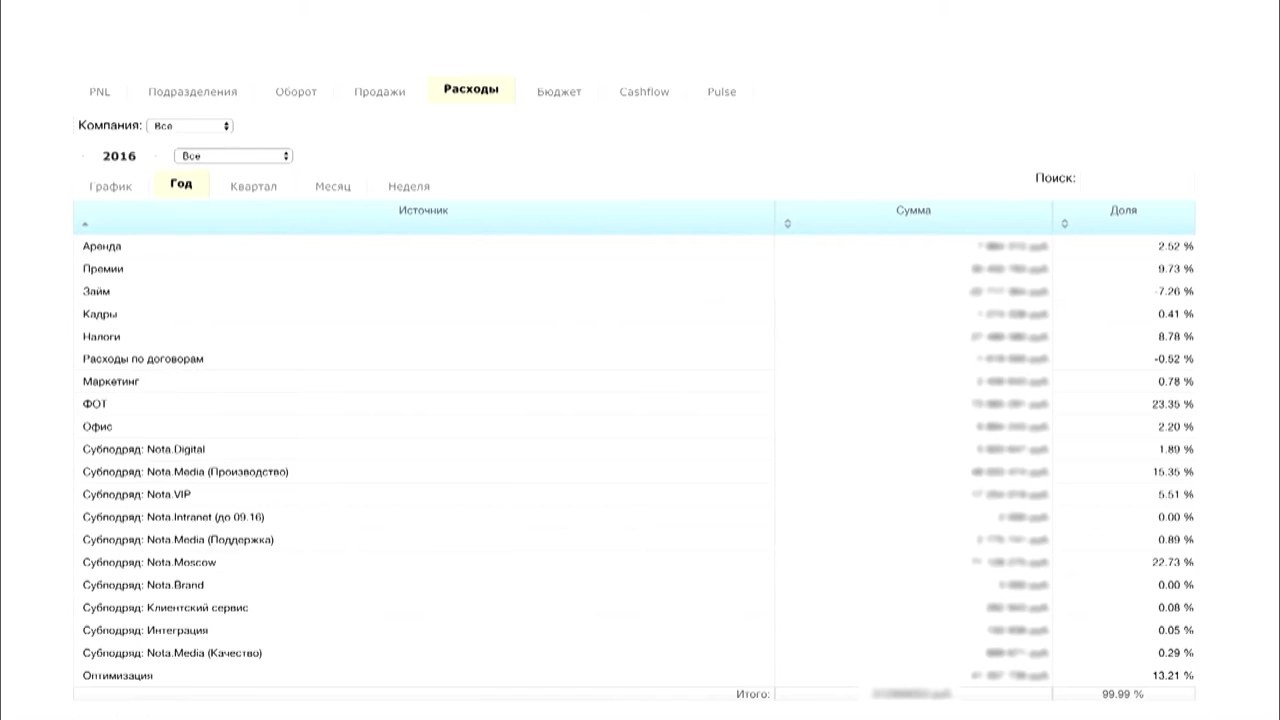 PNL Подразделения Оборот Продажи Расходы Бюджет Cashflow Pulse
Компания: Все
2016 Все
График Год Квартал Месяц Неделя Поиск:
Источник Сумма Доля
Аренда 2.52 %
Премии 9.73 %
Займ -7.26 %
Кадры 0.41 %
Налоги 8.78 %
Расходы по договорам -0.52 %
Маркетинг 0.78 %
ФОТ 23.35 %
Офис 2.20 %
Субподряд: Nota.Digital 1.89 %
Субподряд: Nota.Media (Производство) 15.35 %
Субподряд: Nota.VIP 5.51 %
Субподряд: Nota.Intranet (до 09.16) 0.00 %
Субподряд: Nota.Media (Поддержка) 0.89 %
Субподряд: Nota.Moscow 22.73 %
Субподряд: Nota.Brand 0.00 %
Субподряд: Клиентский сервис 0.08 %
Субподряд: Интеграция 0.05 %
Субподряд: Nota.Media (Качество) 0.29 %
Оптимизация 13.21 %
Итого: 99.99 %